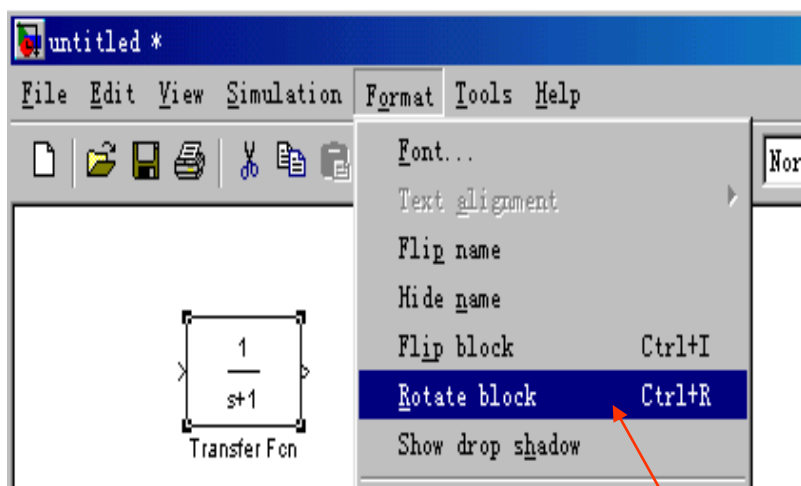 untitled *
File Edit View Simulation Format Tools Help
Nor
Font...
Text alignment
Flip name
Hide name
Flip block Ctrl+I
Rotate block Ctrl+R
Show drop shadow
1
s+1
Transfer Fcn